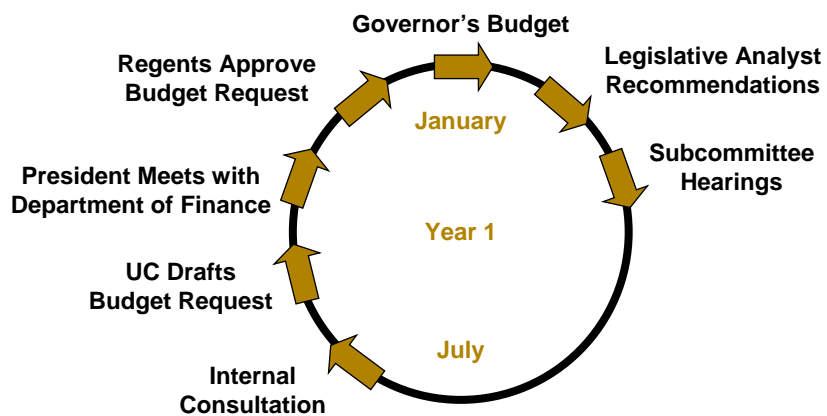 Governor’s Budget
Legislative Analyst
Recommendations
Regents Approve
Budget Request
January
Subcommittee
Hearings
President Meets with
Department of Finance
Year 1
UC Drafts
Budget Request
July
Internal
Consultation